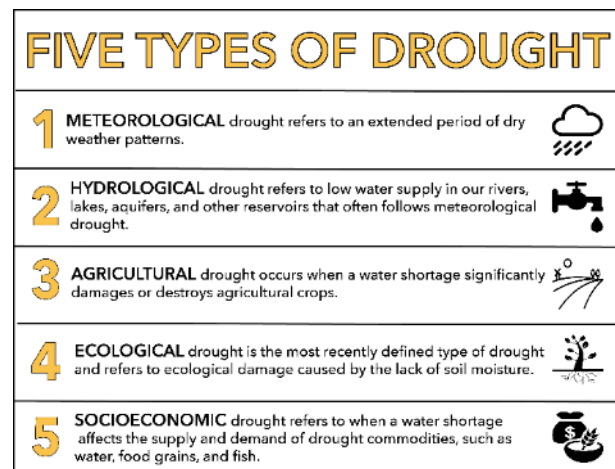 FIVE TYPES OF DROUGHT
1 METEOROLOGICAL drought refers to an extended period of dry
weather patterns.
2 HYDROLOGICAL drought refers to low water supply in our rivers,
lakes, aquifers, and other reservoirs that often follows meteorological
drought.
3 AGRICULTURAL drought occurs when a water shortage significantly
damages or destroys agricultural crops.
4 ECOLOGICAL drought is the most recently defined type of drought
and refers to ecological damage caused by the lack of soil moisture.
5 SOCIOECONOMIC drought refers to when a water shortage
affects the supply and demand of drought commodities, such as
water, food grains, and fish.
$